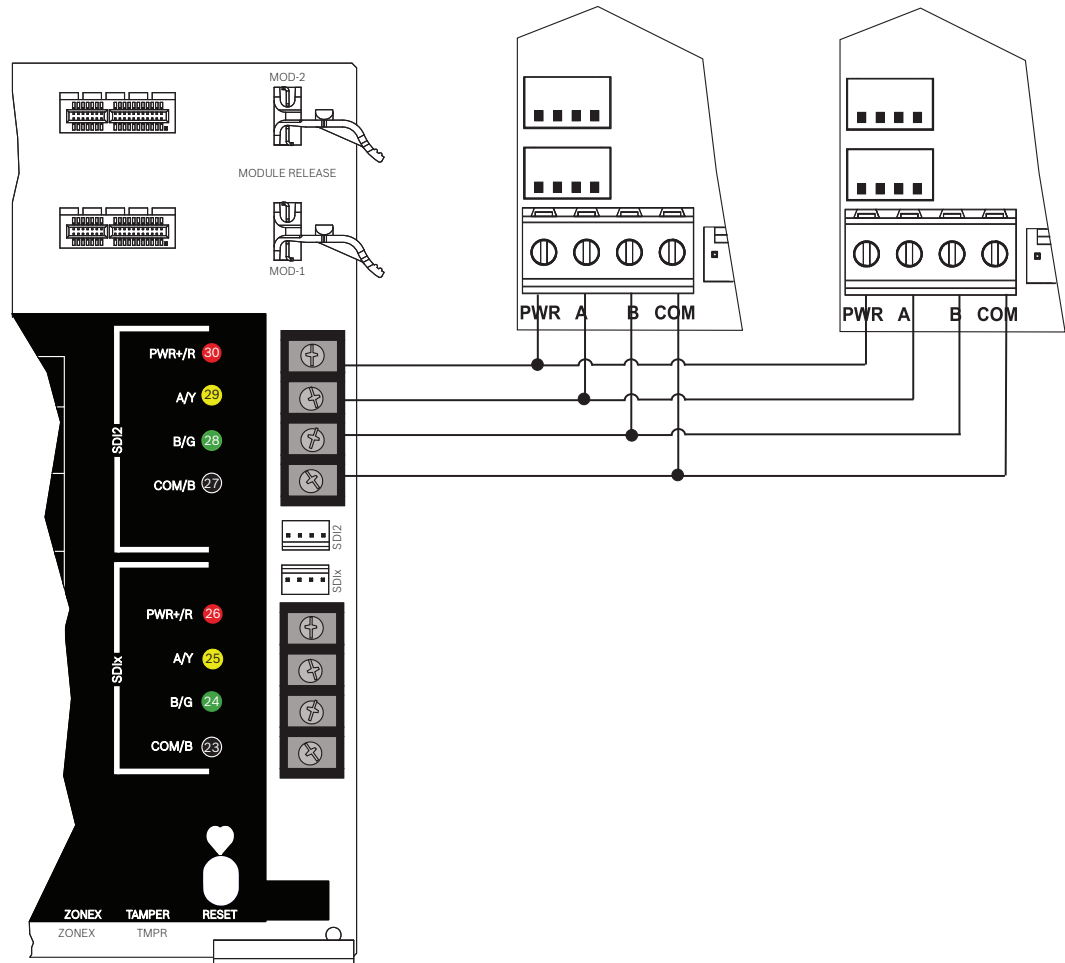 MOD-2
MODULE RELEASE
MOD-1
PWR A B COM
PWR A B COM
SDI2
PWR+/R 30
A/Y 29
B/G 28
COM/B 27
SDI2
SDIx
SDIx
PWR+/R 26
A/Y 25
B/G 24
COM/B 23
ZONEX TAMPER RESET
ZONEX TMPR